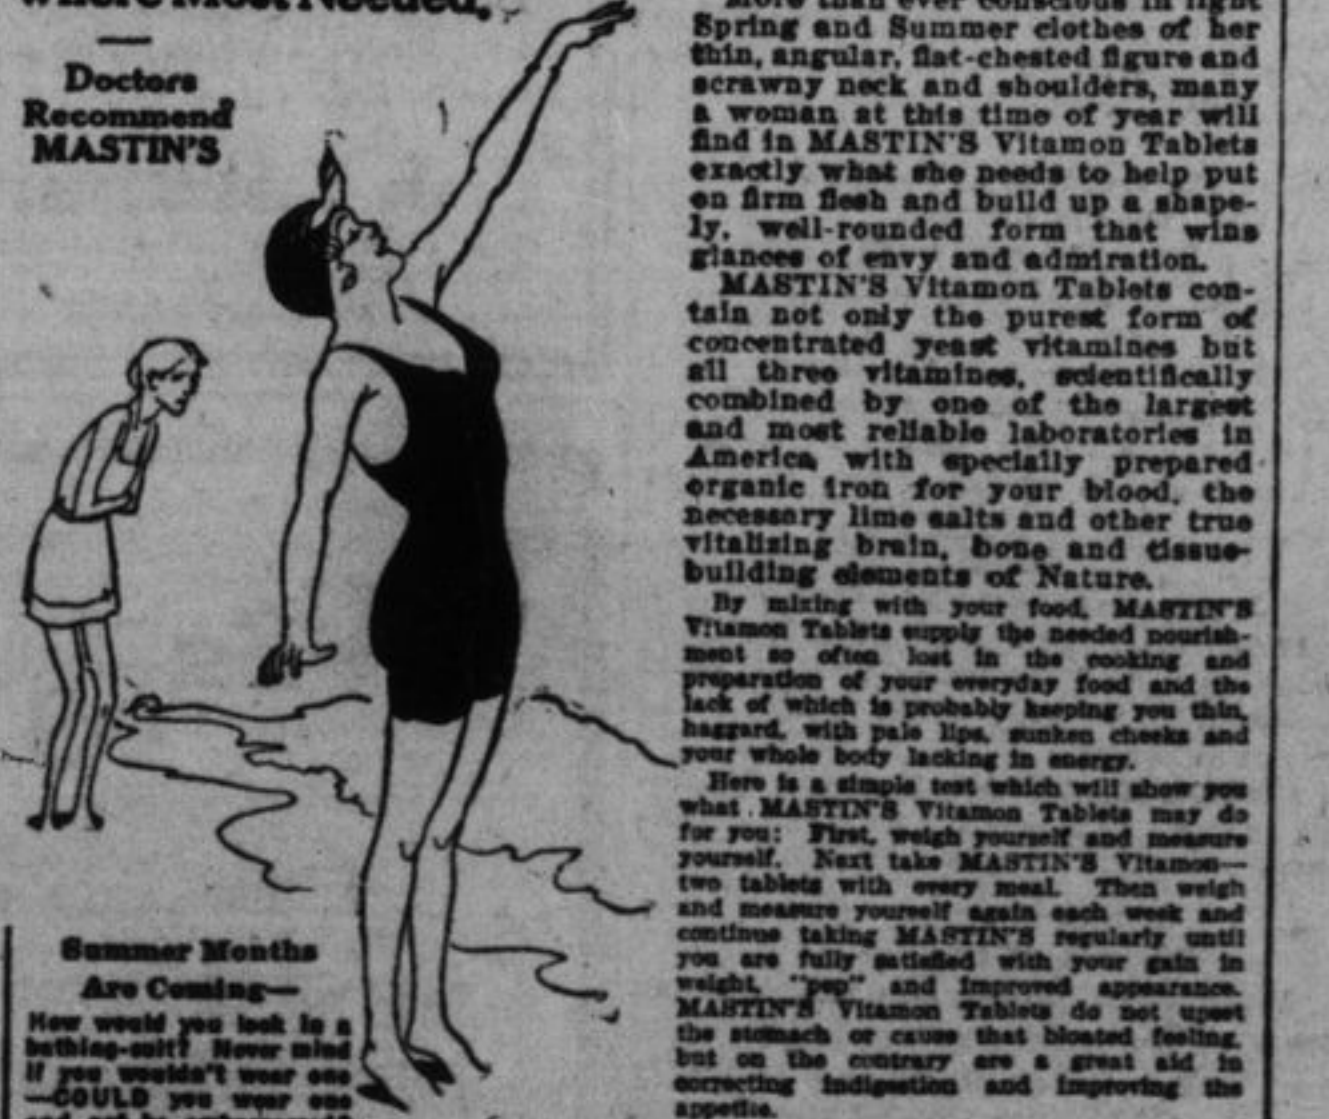 Where Most Needed.
Doctors
Recommend
MASTIN'S
Summer Months
Are Coming—
How would you look in a
bathing-suit? Never mind
if you wouldn't wear one
—COULD you wear one
More than ever conscious in light
Spring and Summer clothes of her
thin, angular, flat-chested figure and
scrawny neck and shoulders, many
a woman at this time of year will
find in MASTIN'S Vitamon Tablets
exactly what she needs to help put
on firm flesh and build up a shape-
ly, well-rounded form that wins
glances of envy and admiration.
MASTIN'S Vitamon Tablets con-
tain not only the purest form of
concentrated yeast vitamines but
all three vitamines, scientifically
combined by one of the largest
and most reliable laboratories in
America, with specially prepared
organic iron for your blood, the
necessary lime salts and other true
vitalizing brain, bone and tissue-
building elements of Nature.
By mixing with your food, MASTIN'S
Vitamon Tablets supply the needed nourish-
ment so often lost in the cooking and
preparation of your everyday food and the
lack of which is probably keeping you thin,
haggard, with pale lips, sunken cheeks and
your whole body lacking in energy.
Here is a simple test which will show you
what MASTIN'S Vitamon Tablets may do
for you: First, weigh yourself and measure
yourself. Next take MASTIN'S Vitamon—
two tablets with every meal. Then weigh
and measure yourself again each week and
continue taking MASTIN'S regularly until
you are fully satisfied with your gain in
weight, "pep" and improved appearance.
MASTIN'S Vitamon Tablets do not upset
the stomach or cause that bloated feeling,
but on the contrary are a great aid in
correcting indigestion and improving the
appetite.